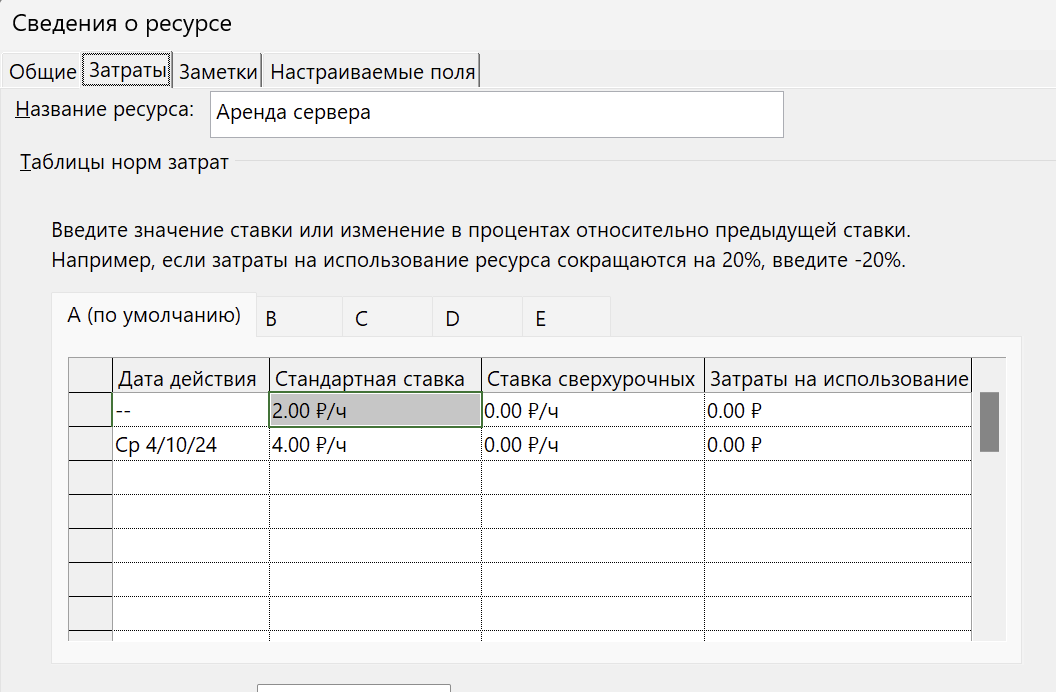 Сведения о ресурсе
Общие Затраты Заметки Настраиваемые поля
Название ресурса: Аренда сервера
Таблицы норм затрат
Введите значение ставки или изменение в процентах относительно предыдущей ставки.
Например, если затраты на использование ресурса сокращаются на 20%, введите -20%.
A (по умолчанию) B C D E
Дата действия Стандартная ставка Ставка сверхурочных Затраты на использование
-- 2.00 ₽/ч 0.00 ₽/ч 0.00 ₽
Ср 4/10/24 4.00 ₽/ч 0.00 ₽/ч 0.00 ₽